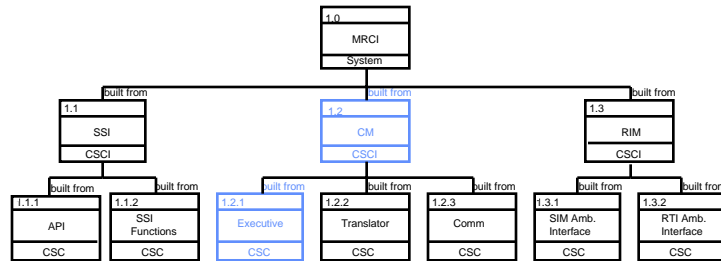 1.0
MRCI
System
built from
built from
built from
1.1
SSI
CSCI
1.2
CM
CSCI
1.3
RIM
CSCI
built from
built from
built from
built from
built from
built from
built from
I.1.1
API
CSC
1.1.2
SSI
Functions
CSC
1.2.1
Executive
CSC
1.2.2
Translator
CSC
1.2.3
Comm
CSC
1.3.1
SIM Amb.
Interface
CSC
1.3.2
RTI Amb.
Interface
CSC